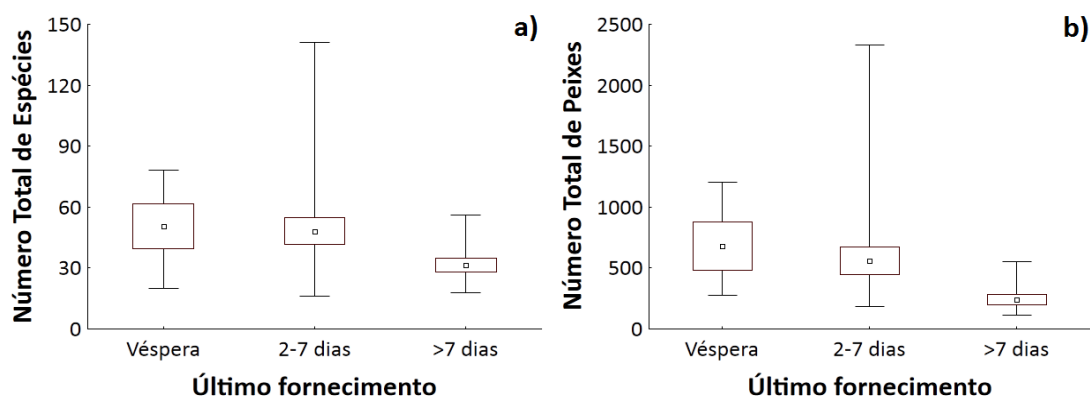 a)
Número Total de Espécies
150
120
90
60
30
0
Véspera
2-7 dias
>7 dias
Último fornecimento
b)
Número Total de Peixes
2500
2000
1500
1000
500
0
Véspera
2-7 dias
>7 dias
Último fornecimento